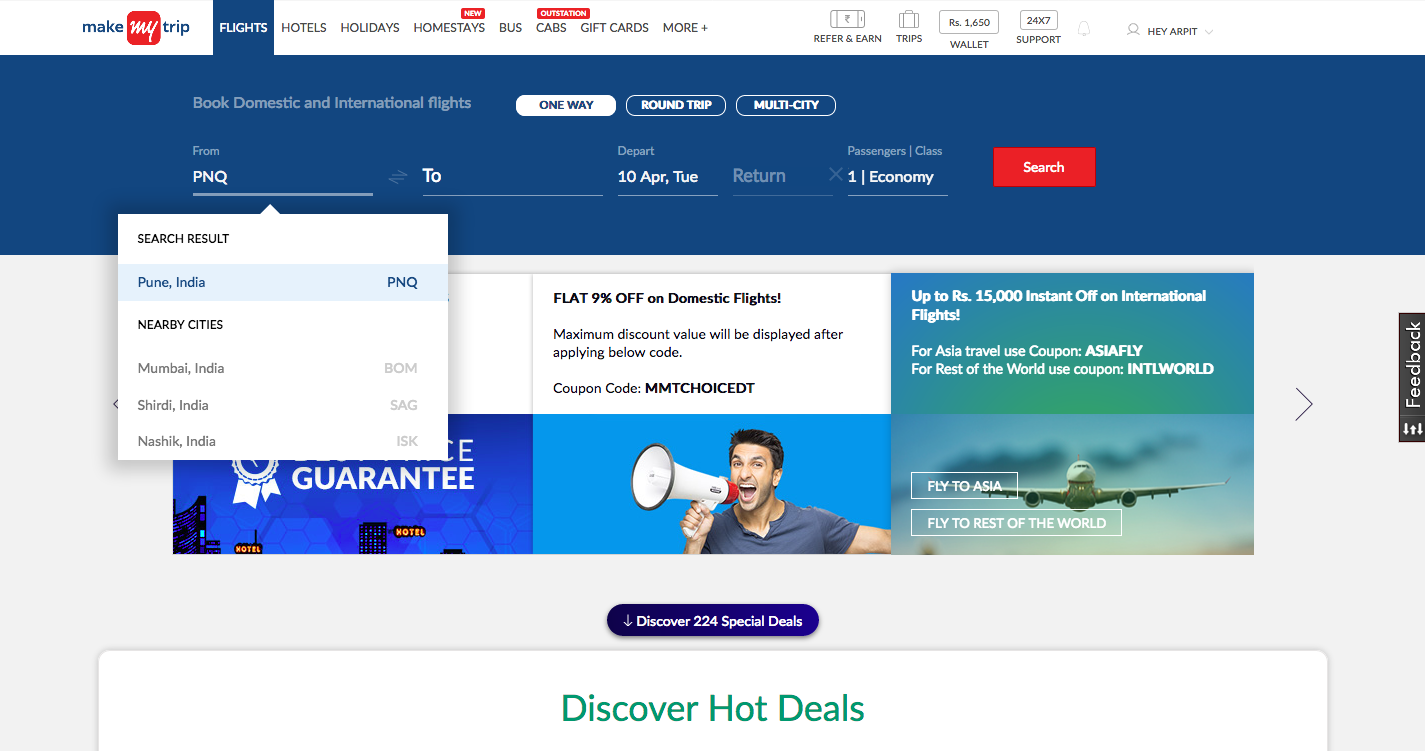 make my trip
FLIGHTS
HOTELS
HOLIDAYS
NEW
HOMESTAYS
BUS
OUTSTATION
CABS
GIFT CARDS
MORE +
REFER & EARN
TRIPS
Rs. 1,650
WALLET
24X7
SUPPORT
HEY ARPIT
Book Domestic and International flights
ONE WAY
ROUND TRIP
MULTI-CITY
From
PNQ
To
Depart
10 Apr, Tue
Return
Passengers | Class
1 | Economy
Search
SEARCH RESULT
Pune, India PNQ
NEARBY CITIES
Mumbai, India BOM
Shirdi, India SAG
Nashik, India ISK
GUARANTEE
HOTEL
HOTEL
FLAT 9% OFF on Domestic Flights!
Maximum discount value will be displayed after
applying below code.
Coupon Code: MMTCHOICEDT
Up to Rs. 15,000 Instant Off on International
Flights!
For Asia travel use Coupon: ASIAFLY
For Rest of the World use coupon: INTLWORLD
FLY TO ASIA
FLY TO REST OF THE WORLD
Feedback
↓ Discover 224 Special Deals
Discover Hot Deals